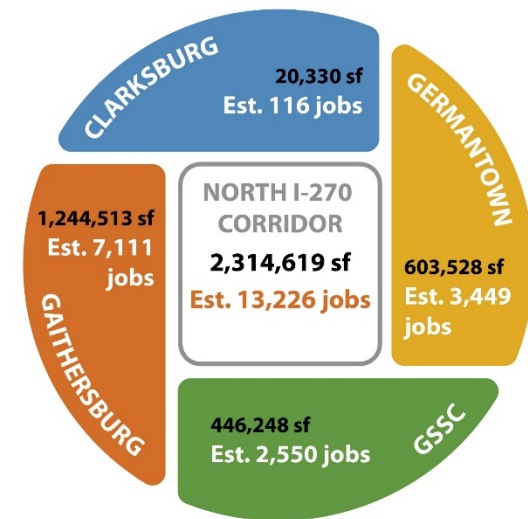 CLARKSBURG
20,330 sf
Est. 116 jobs
GERMANTOWN
603,528 sf
Est. 3,449
jobs
NORTH I-270
CORRIDOR
2,314,619 sf
Est. 13,226 jobs
1,244,513 sf
Est. 7,111
jobs
GAITHERSBURG
446,248 sf
Est. 2,550 jobs
GSSC